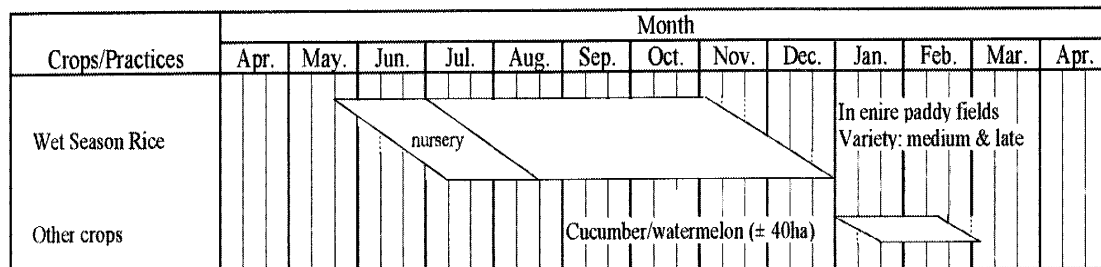 Month
Crops/Practices Apr. May. Jun. Jul. Aug. Sep. Oct. Nov. Dec. Jan. Feb. Mar. Apr.
In enire paddy fields
Wet Season Rice nursery Variety: medium & late
Other crops Cucumber/watermelon (± 40ha)